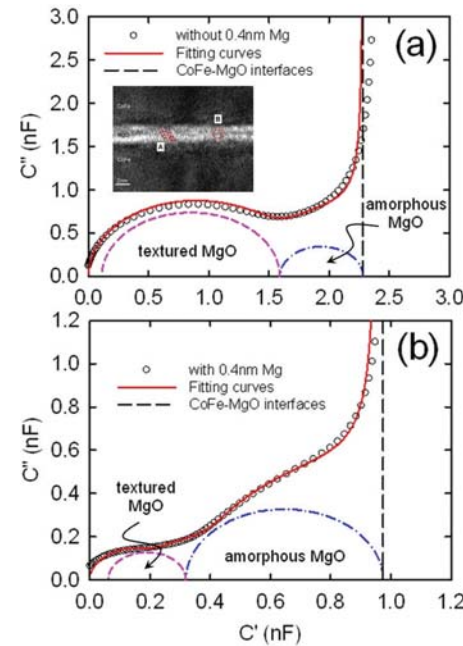 3.0
2.5
2.0
1.5
1.0
0.5
0.0
C'' (nF)
without 0.4nm Mg
Fitting curves
CoFe-MgO interfaces
(a)
CoFe
B
A
CoFe
textured MgO
amorphous
MgO
0.0 0.5 1.0 1.5 2.0 2.5 3.0
1.2
1.0
0.8
0.6
0.4
0.2
0.0
C'' (nF)
with 0.4nm Mg
Fitting curves
CoFe-MgO interfaces
(b)
textured
MgO
amorphous MgO
0.0 0.2 0.4 0.6 0.8 1.0 1.2
C' (nF)